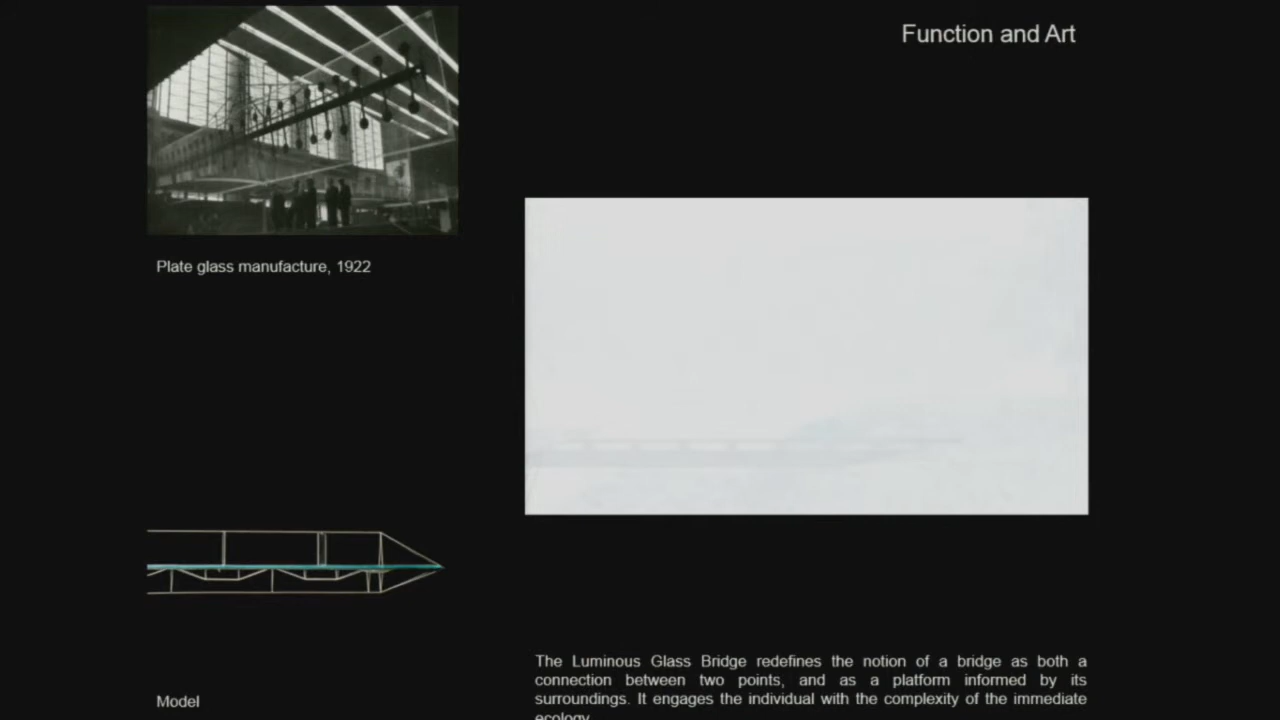 Function and Art
Plate glass manufacture, 1922
The Luminous Glass Bridge redefines the notion of a bridge as both a
connection between two points, and as a platform informed by its
surroundings. It engages the individual with the complexity of the immediate
ecology.
Model